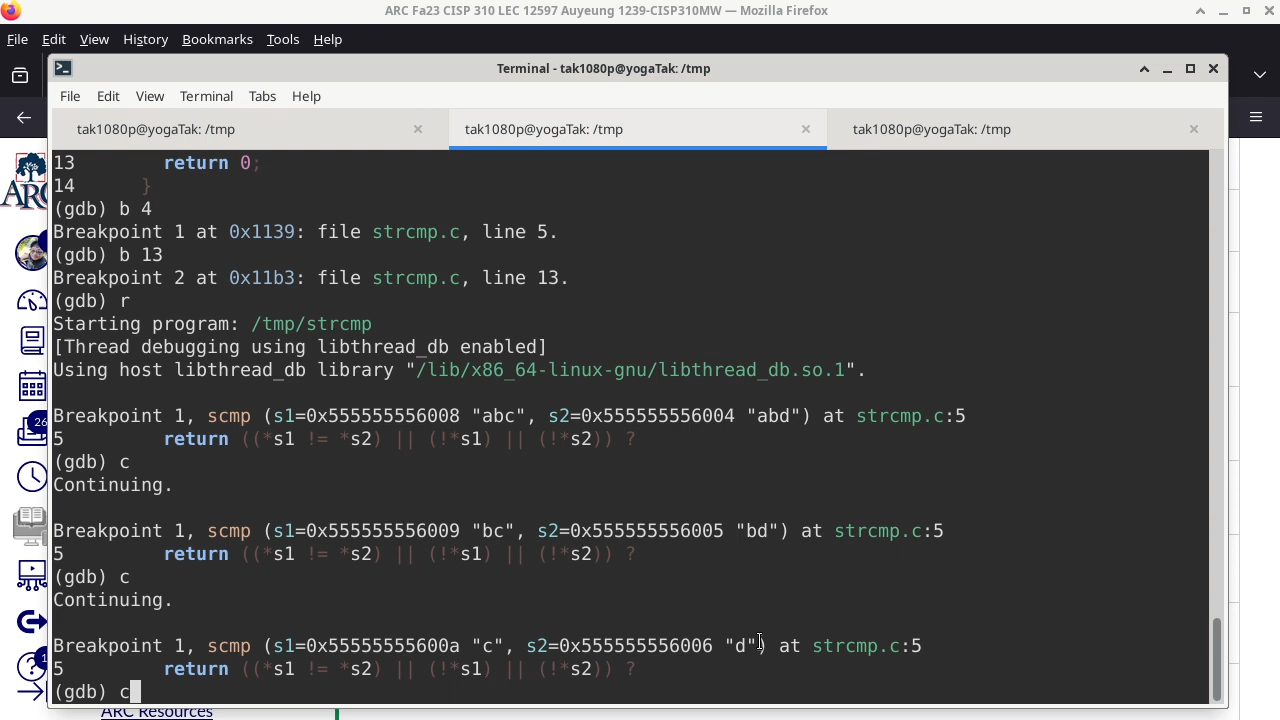 ARC Fa23 CISP 310 LEC 12597 Auyeung 1239-CISP310MW — Mozilla Firefox
File Edit View History Bookmarks Tools Help
Terminal - tak1080p@yogaTak: /tmp
File Edit View Terminal Tabs Help
tak1080p@yogaTak: /tmp
tak1080p@yogaTak: /tmp
tak1080p@yogaTak: /tmp
13 return 0;
14 }
(gdb) b 4
Breakpoint 1 at 0x1139: file strcmp.c, line 5.
(gdb) b 13
Breakpoint 2 at 0x11b3: file strcmp.c, line 13.
(gdb) r
Starting program: /tmp/strcmp
[Thread debugging using libthread_db enabled]
Using host libthread_db library "/lib/x86_64-linux-gnu/libthread_db.so.1".
Breakpoint 1, scmp (s1=0x555555556008 "abc", s2=0x555555556004 "abd") at strcmp.c:5
5 return ((*s1 != *s2) || (!*s1) || (!*s2)) ?
(gdb) c
Continuing.
Breakpoint 1, scmp (s1=0x555555556009 "bc", s2=0x555555556005 "bd") at strcmp.c:5
5 return ((*s1 != *s2) || (!*s1) || (!*s2)) ?
(gdb) c
Continuing.
Breakpoint 1, scmp (s1=0x55555555600a "c", s2=0x555555556006 "d") at strcmp.c:5
5 return ((*s1 != *s2) || (!*s1) || (!*s2)) ?
(gdb) c
AR
26
1
ARC Resources